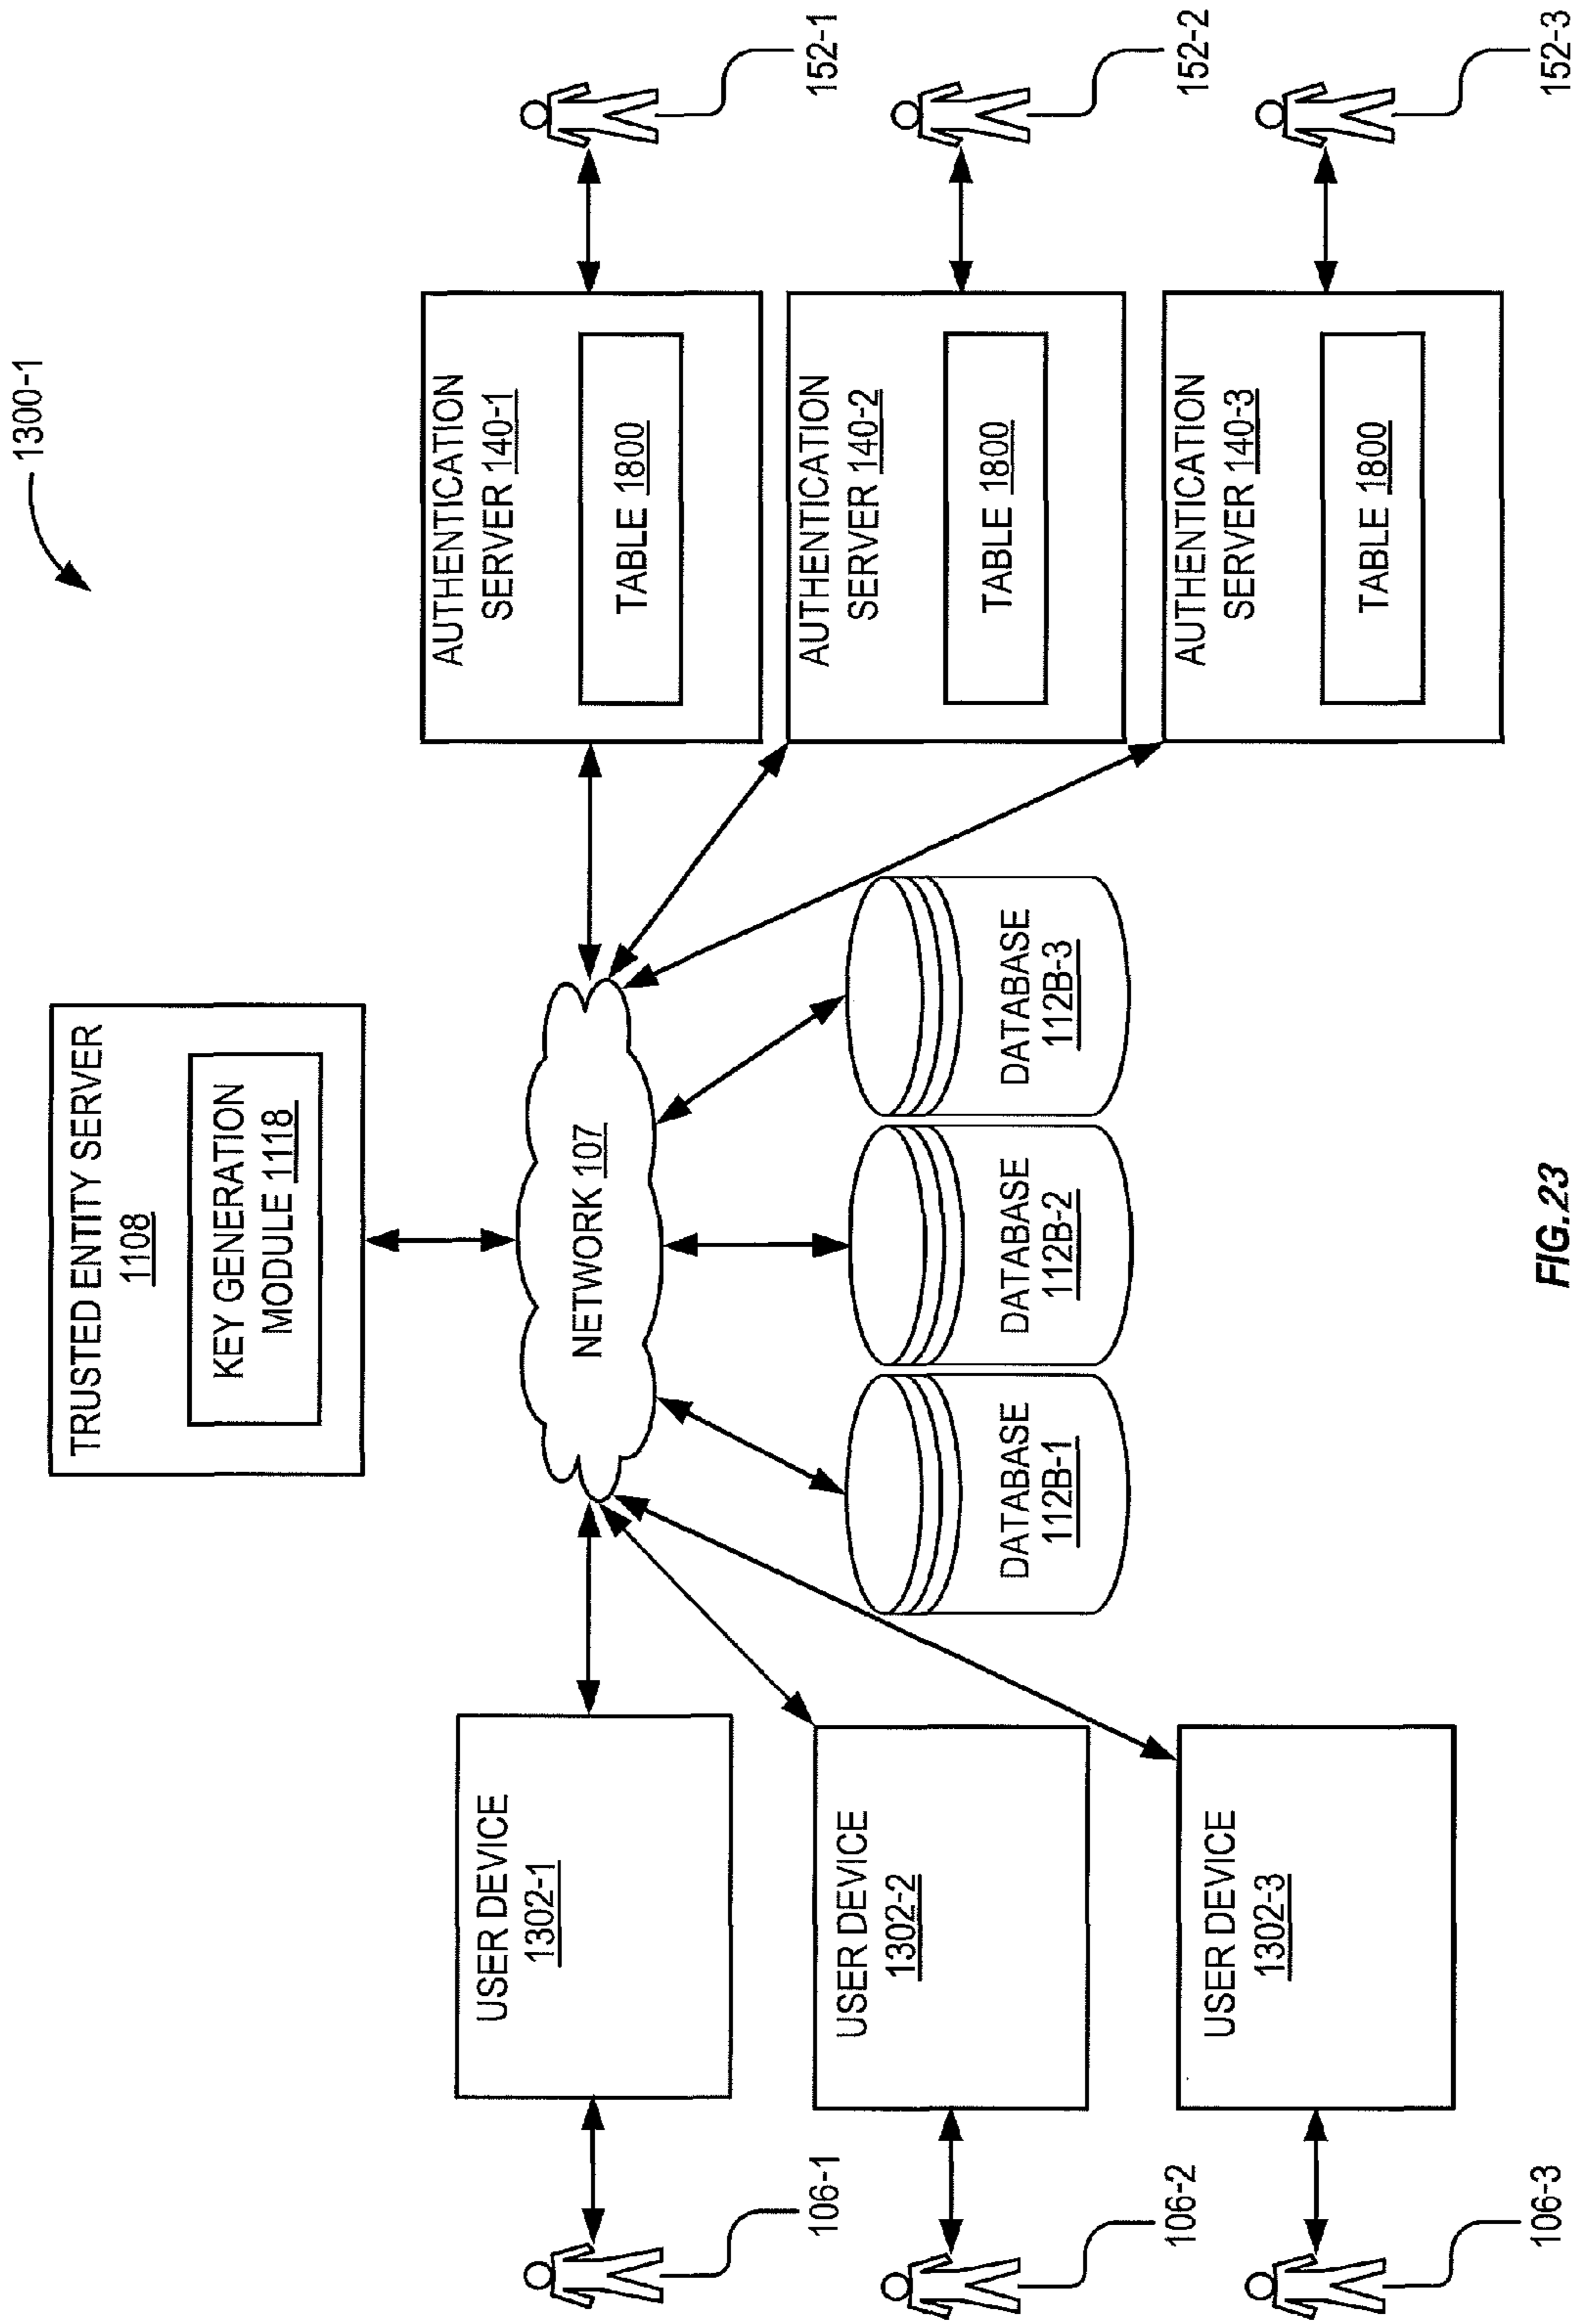 1300-1
TRUSTED ENTITY SERVER
1108
KEY GENERATION
MODULE 1118
NETWORK 107
USER DEVICE
1302-1
USER DEVICE
1302-2
USER DEVICE
1302-3
106-1
106-2
106-3
DATABASE
112B-1
DATABASE
112B-2
DATABASE
112B-3
AUTHENTICATION
SERVER 140-1
TABLE 1800
AUTHENTICATION
SERVER 140-2
TABLE 1800
AUTHENTICATION
SERVER 140-3
TABLE 1800
152-1
152-2
152-3
FIG.23